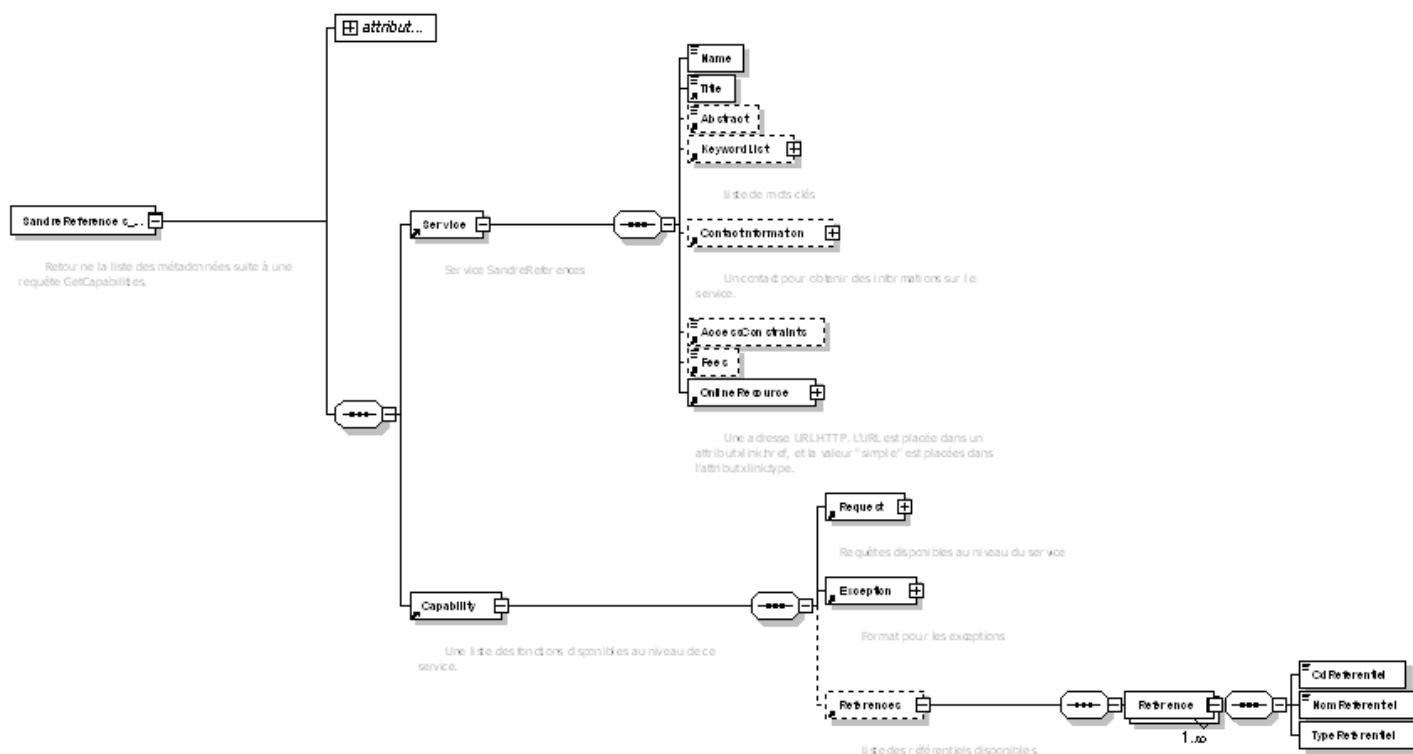 attribut...
Name
Title
Abstract
KeywordList
liste de mots clés
SandreReferences_...
Retourne la liste des métadonnées suite à une
requête GetCapabilities.
Service
Service SandreReferences
ContactInformation
Un contact pour obtenir des informations sur le
service.
AccessConstraints
Fees
OnlineResource
Une adresse URL HTTP. L'URL est placée dans un
attribut xlink:href, et la valeur "simple" est placées dans
l'attribut xlink:type.
Request
Requêtes disponibles au niveau du service
Exception
Format pour les exceptions
Capability
Une liste des fonctions disponibles au niveau de ce
service.
References
liste des référentiels disponibles.
Reference
1..∞
CdReferentiel
NomReferentiel
TypeReferentiel